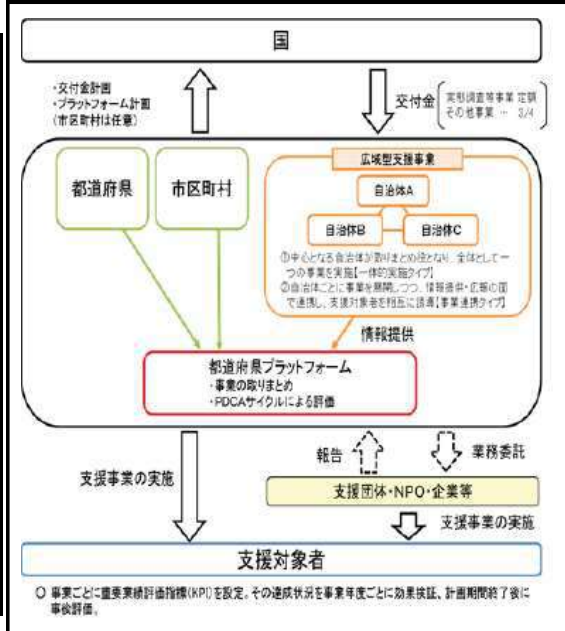 国
・交付金計画
・プラットフォーム計画
(市区町村は任意)
交付金
実態調査等事業 定額
その他事業 … 3/4
都道府県
市区町村
広域型支援事業
自治体A
自治体B
自治体C
①中心となる自治体が取りまとめ役となり、全体として一
つの事業を実施【一体的実施タイプ】
②自治体ごとに事業を展開しつつ、情報提供・広報の面
で連携し、支援対象者を相互に誘導【事業連携タイプ】
情報提供
都道府県プラットフォーム
・事業の取りまとめ
・PDCAサイクルによる評価
支援事業の実施
報告
業務委託
支援団体・NPO・企業等
支援事業の実施
支援対象者
○ 事業ごとに重要業績評価指標(KPI)を設定。その達成状況を事業年度ごとに効果検証、計画期間終了後に
事後評価。